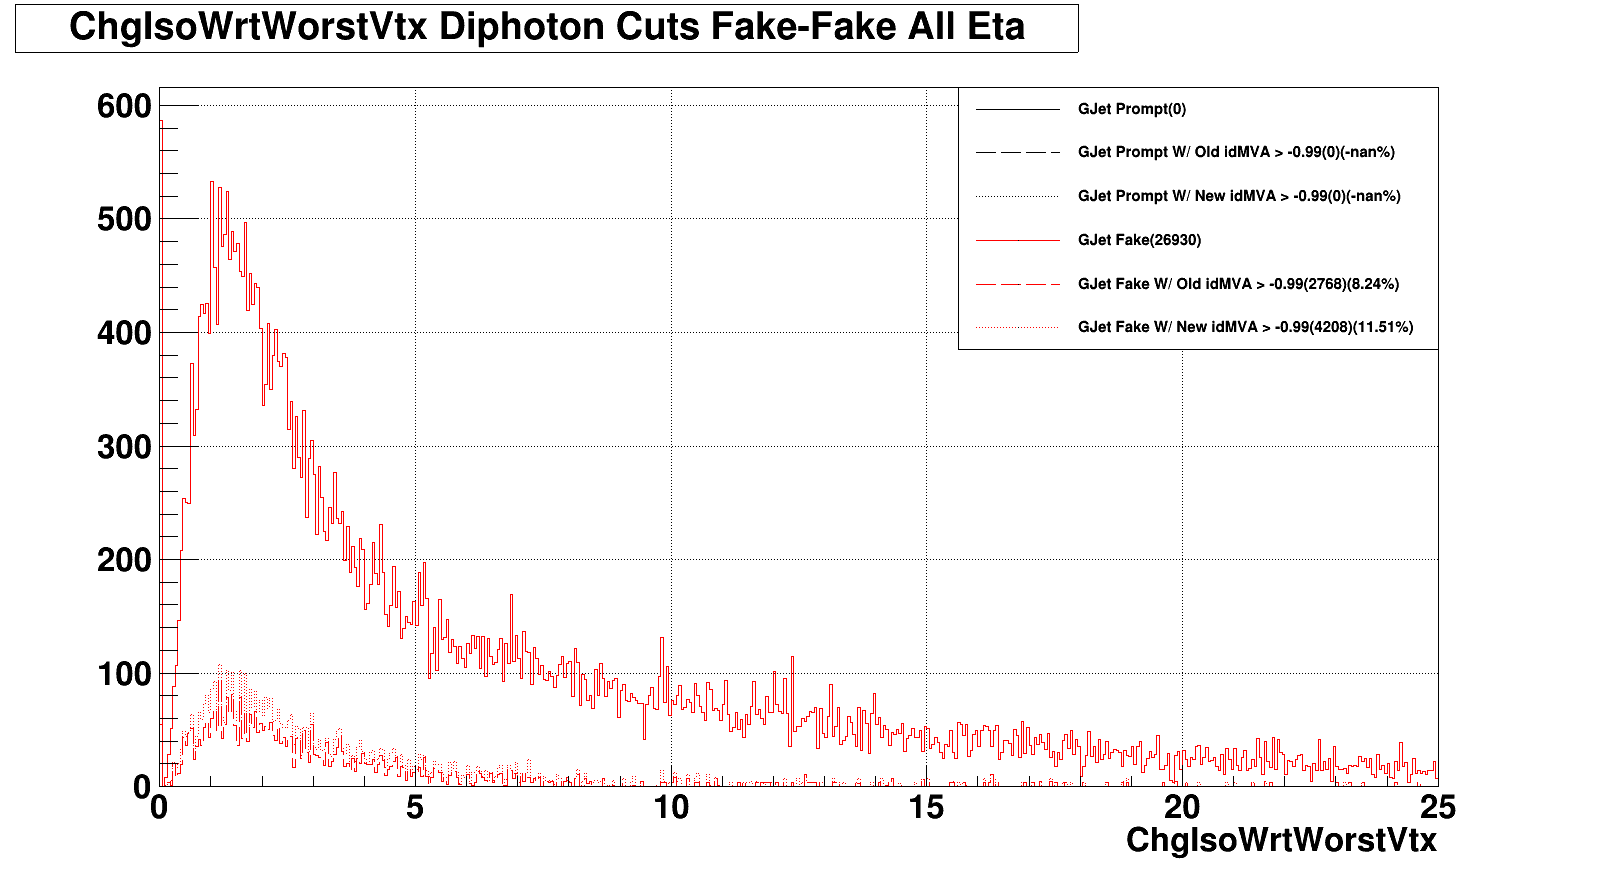 ChgIsoWrtWorstVtx Diphoton Cuts Fake-Fake All Eta
600
500
400
300
200
100
0
GJet Prompt(0)
GJet Prompt W/ Old idMVA > -0.99(0)(-nan%)
GJet Prompt W/ New idMVA > -0.99(0)(-nan%)
GJet Fake(26930)
GJet Fake W/ Old idMVA > -0.99(2768)(8.24%)
GJet Fake W/ New idMVA > -0.99(4208)(11.51%)
0 5 10 15 20 25
ChgIsoWrtWorstVtx